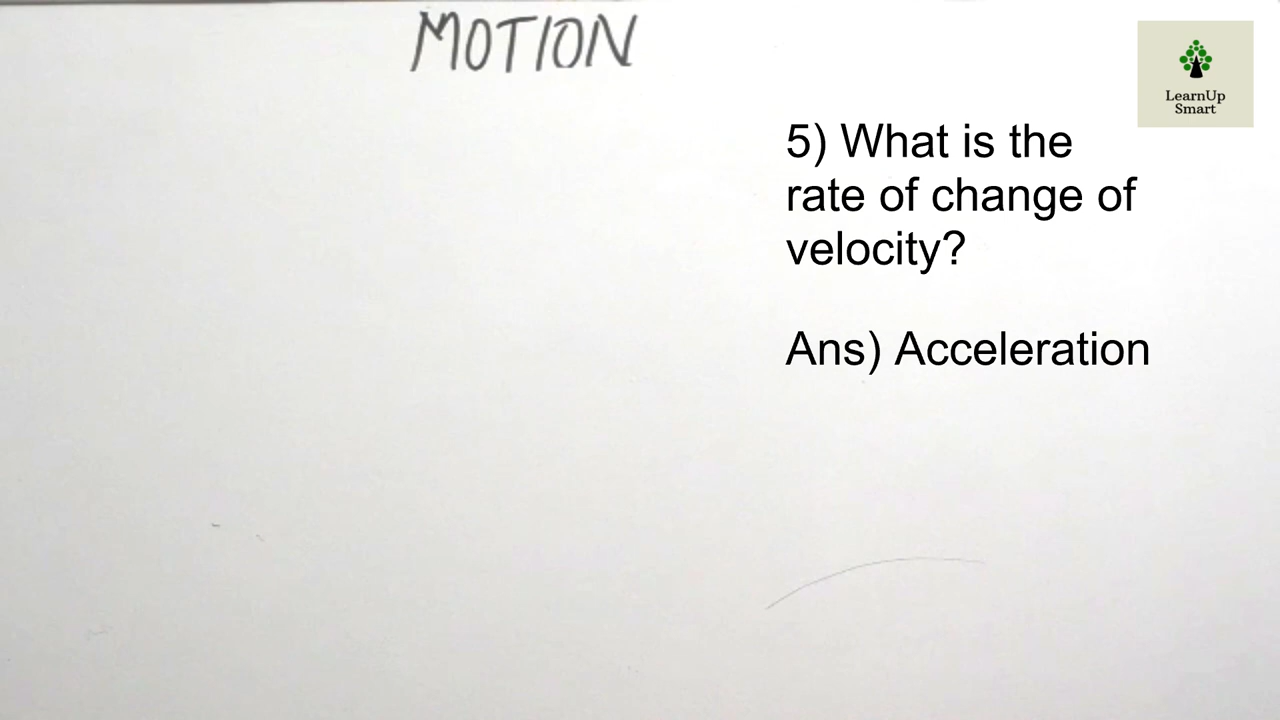 MOTION
LearnUp
Smart
5) What is the
rate of change of
velocity?
Ans) Acceleration